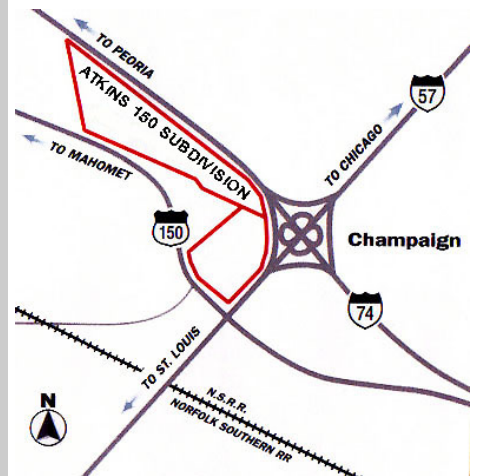 TO PEORIA
ATKINS 150 SUBDIVISION
57
TO CHICAGO
TO MAHOMET
150
Champaign
74
TO ST. LOUIS
N.S.R.R.
NORFOLK SOUTHERN RR
N